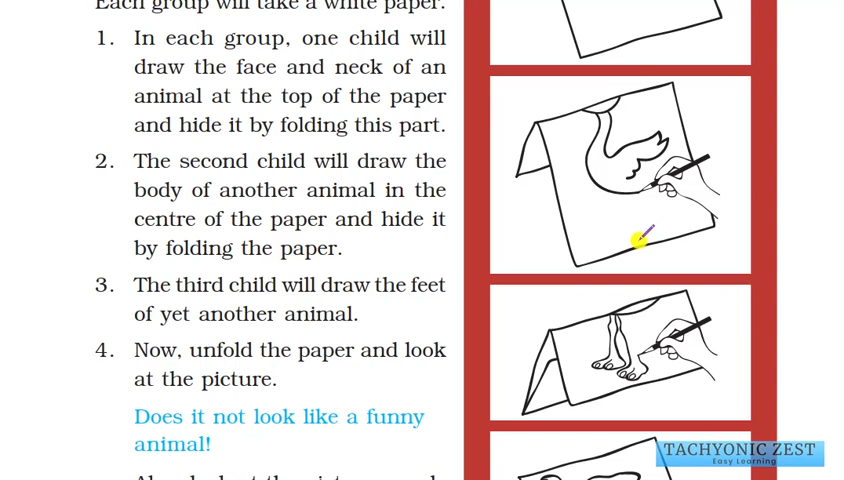 Each group will take a white paper.
1. In each group, one child will
draw the face and neck of an
animal at the top of the paper
and hide it by folding this part.
2. The second child will draw the
body of another animal in the
centre of the paper and hide it
by folding the paper.
3. The third child will draw the feet
of yet another animal.
4. Now, unfold the paper and look
at the picture.
Does it not look like a funny
animal!
TACHYONIC ZEST
Easy Learning